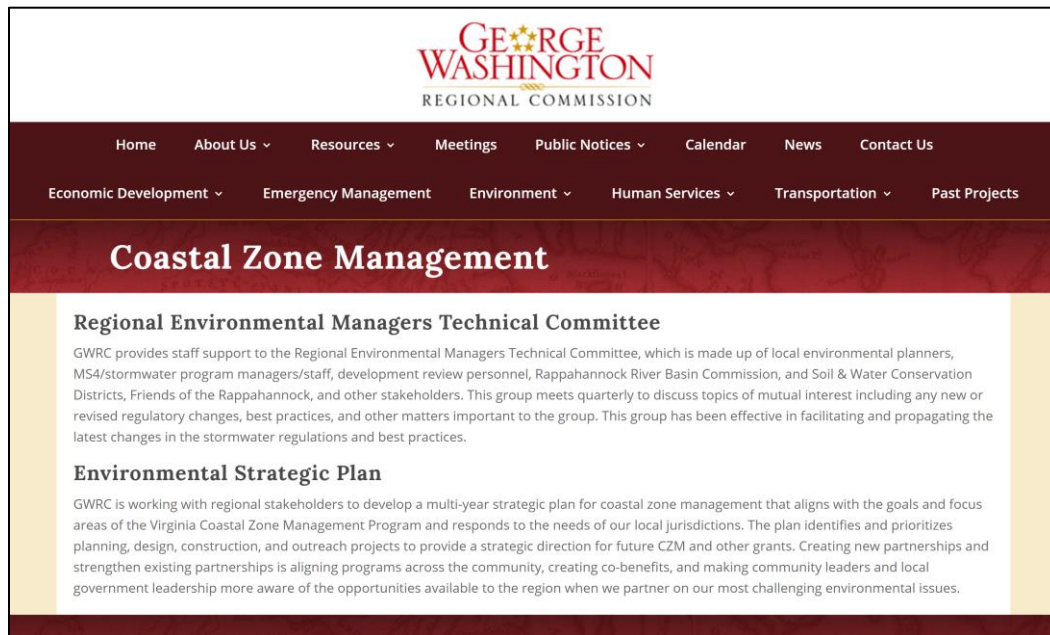 GEORGE
WASHINGTON
REGIONAL COMMISSION
Home About Us Resources Meetings Public Notices Calendar News Contact Us
Economic Development Emergency Management Environment Human Services Transportation Past Projects
Coastal Zone Management
Regional Environmental Managers Technical Committee
GWRC provides staff support to the Regional Environmental Managers Technical Committee, which is made up of local environmental planners,
MS4/stormwater program managers/staff, development review personnel, Rappahannock River Basin Commission, and Soil & Water Conservation
Districts, Friends of the Rappahannock, and other stakeholders. This group meets quarterly to discuss topics of mutual interest including any new or
revised regulatory changes, best practices, and other matters important to the group. This group has been effective in facilitating and propagating the
latest changes in the stormwater regulations and best practices.
Environmental Strategic Plan
GWRC is working with regional stakeholders to develop a multi-year strategic plan for coastal zone management that aligns with the goals and focus
areas of the Virginia Coastal Zone Management Program and responds to the needs of our local jurisdictions. The plan identifies and prioritizes
planning, design, construction, and outreach projects to provide a strategic direction for future CZM and other grants. Creating new partnerships and
strengthen existing partnerships is aligning programs across the community, creating co-benefits, and making community leaders and local
government leadership more aware of the opportunities available to the region when we partner on our most challenging environmental issues.